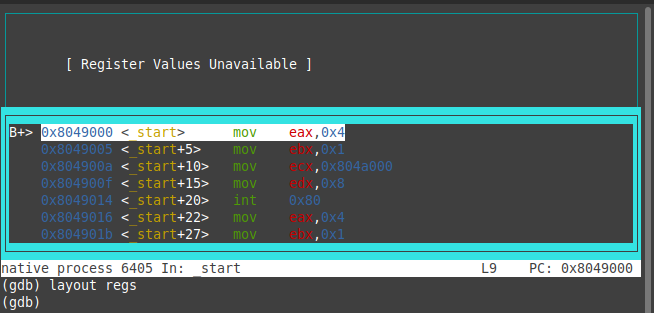 [ Register Values Unavailable ]
B+> 0x8049000 <_start> mov eax,0x4
0x8049005 <_start+5> mov ebx,0x1
0x804900a <_start+10> mov ecx,0x804a000
0x804900f <_start+15> mov edx,0x8
0x8049014 <_start+20> int 0x80
0x8049016 <_start+22> mov eax,0x4
0x804901b <_start+27> mov ebx,0x1
native process 6405 In: _start L9 PC: 0x8049000
(gdb) layout regs
(gdb)